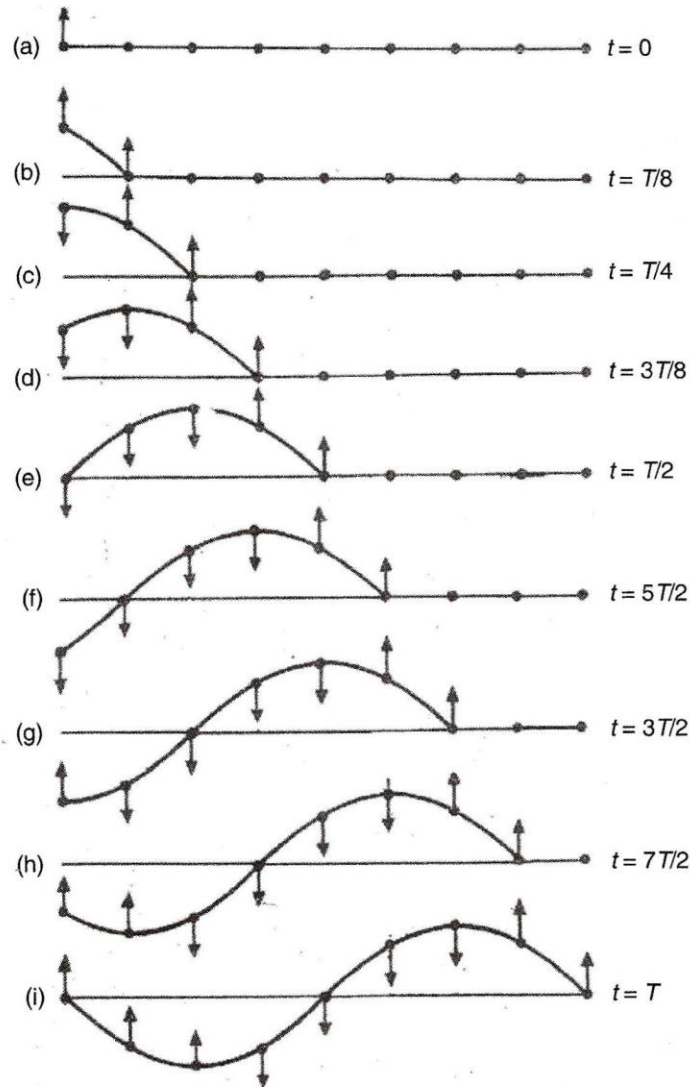 (a) t = 0
(b) t = T/8
(c) t = T/4
(d) t = 3T/8
(e) t = T/2
(f) t = 5T/2
(g) t = 3T/2
(h) t = 7T/2
(i) t = T